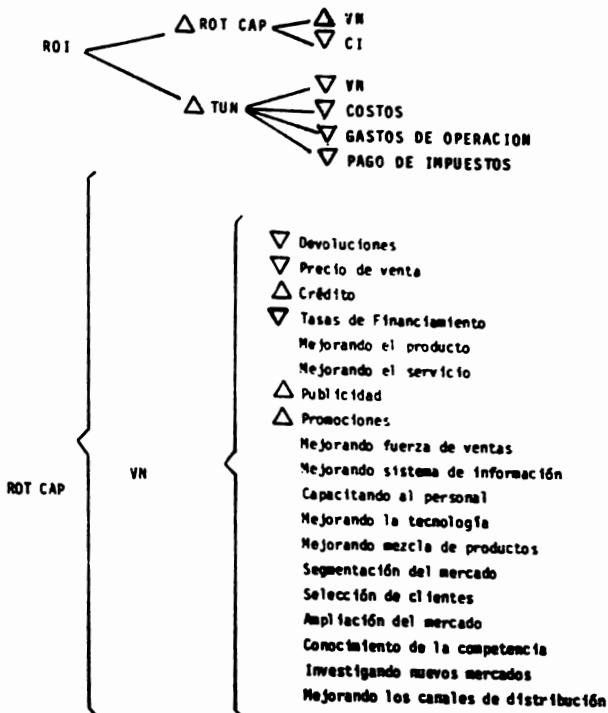 △ VN
△ ROT CAP
▽ CI
ROI
▽ VN
△ TUN
▽ COSTOS
▽ GASTOS DE OPERACION
▽ PAGO DE IMPUESTOS
▽ Devoluciones
▽ Precio de venta
△ Crédito
▽ Tasas de Financiamiento
Mejorando el producto
Mejorando el servicio
△ Publicidad
△ Promociones
Mejorando fuerza de ventas
Mejorando sistema de información
ROT CAP
VN
Capacitando al personal
Mejorando la tecnología
Mejorando mezcla de productos
Segmentación del mercado
Selección de clientes
Ampliación del mercado
Conocimiento de la competencia
Investigando nuevos mercados
Mejorando los canales de distribución